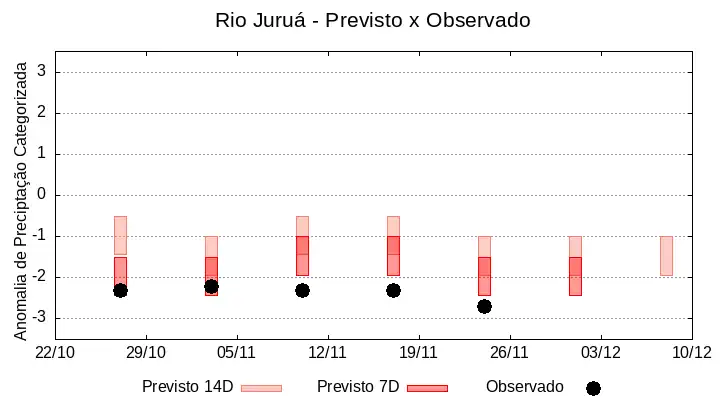 Rio Juruá - Previsto x Observado
Anomalia de Preciptação Categorizada
3
2
1
0
-1
-2
-3
22/10 29/10 05/11 12/11 19/11 26/11 03/12 10/12
Previsto 14D Previsto 7D Observado